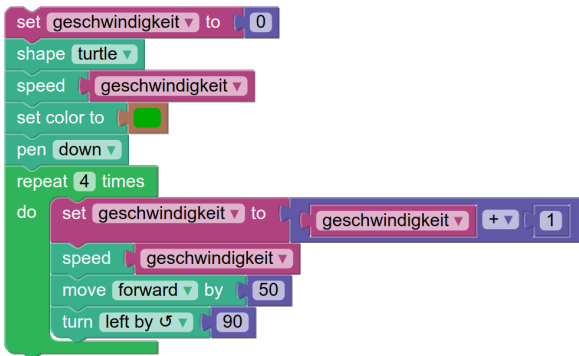 set geschwindigkeit to 0
shape turtle
speed geschwindigkeit
set color to
pen down
repeat 4 times
do set geschwindigkeit to geschwindigkeit + 1
speed geschwindigkeit
move forward by 50
turn left by ↺ 90